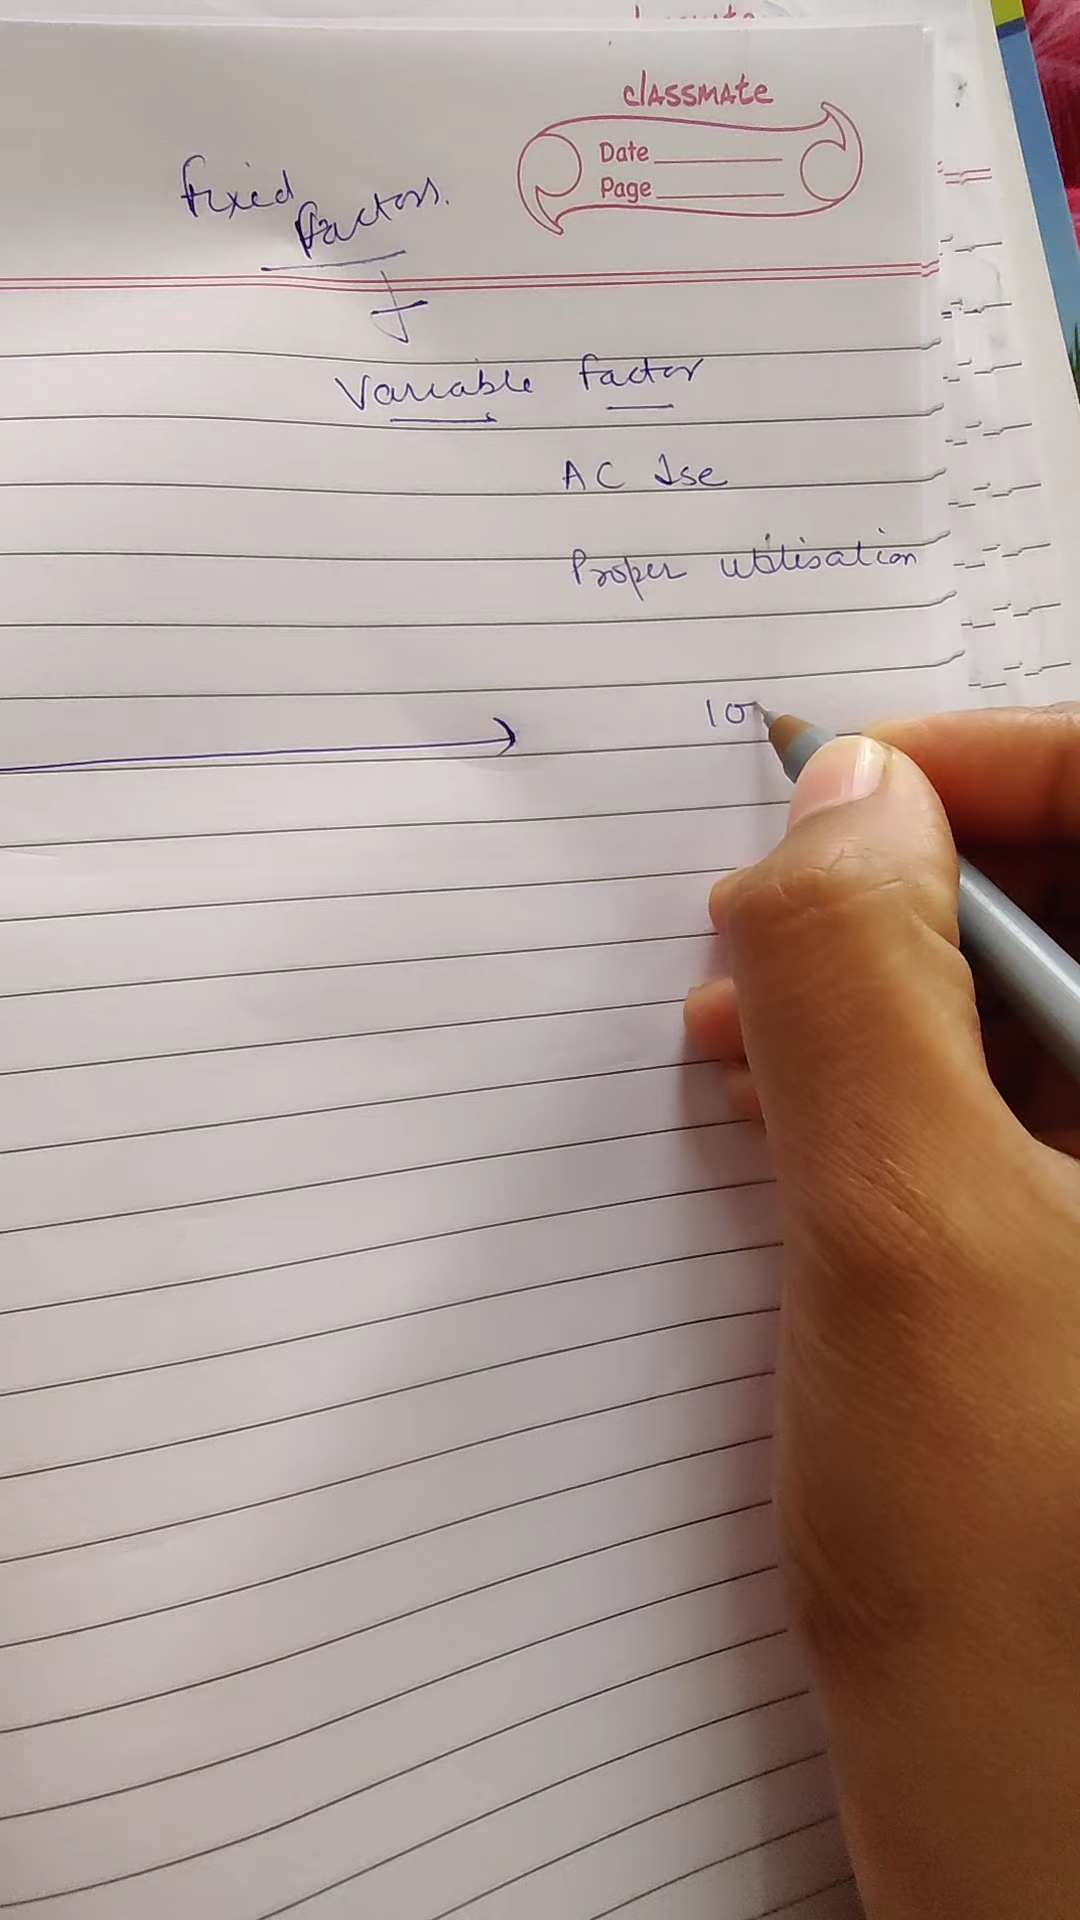 classmate
Date
Page
Fixed
Factors.
+
Variable factor
AC Ise
Proper utilisation
10